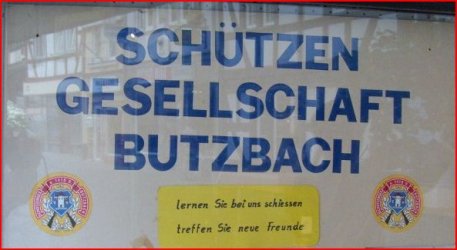 SCHÜTZEN
GESELLSCHAFT
BUTZBACH
lernen Sie bei uns schiessen
treffen Sie neue Freunde